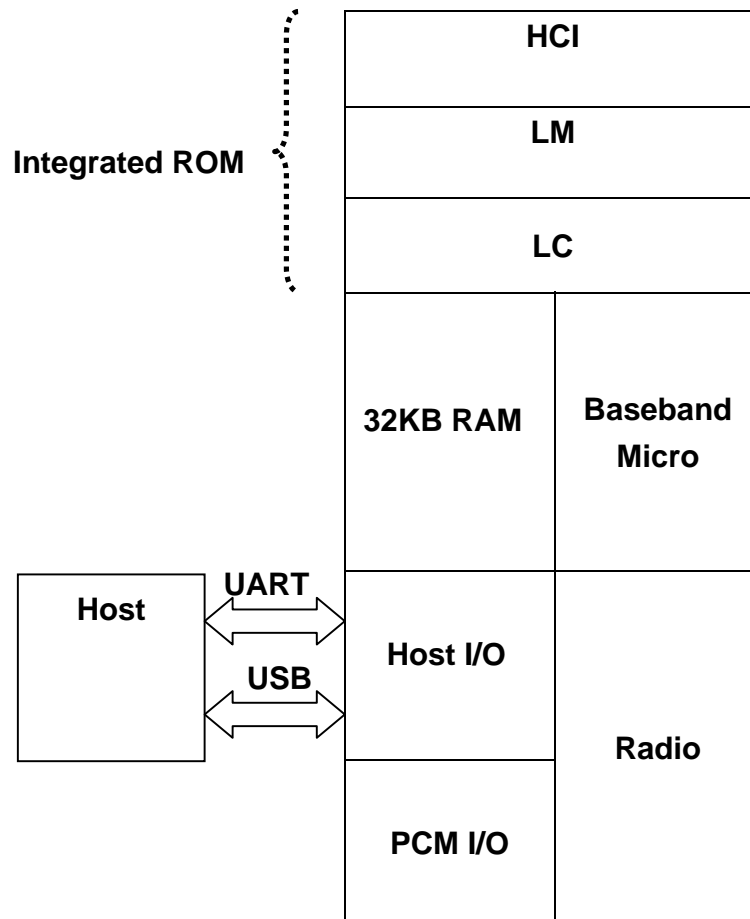 HCI
LM
Integrated ROM
LC
32KB RAM
Baseband
Micro
UART
Host
Host I/O
USB
Radio
PCM I/O